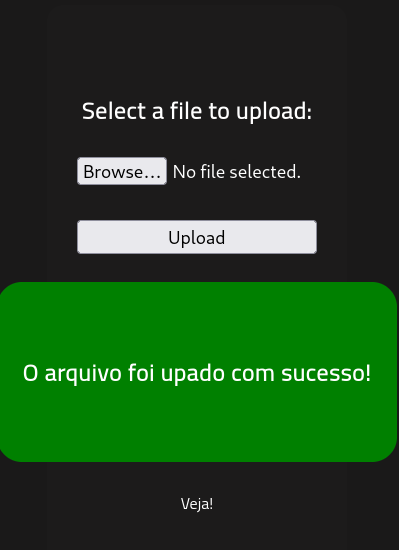 Select a file to upload:
Browse... No file selected.
Upload
O arquivo foi upado com sucesso!
Veja!